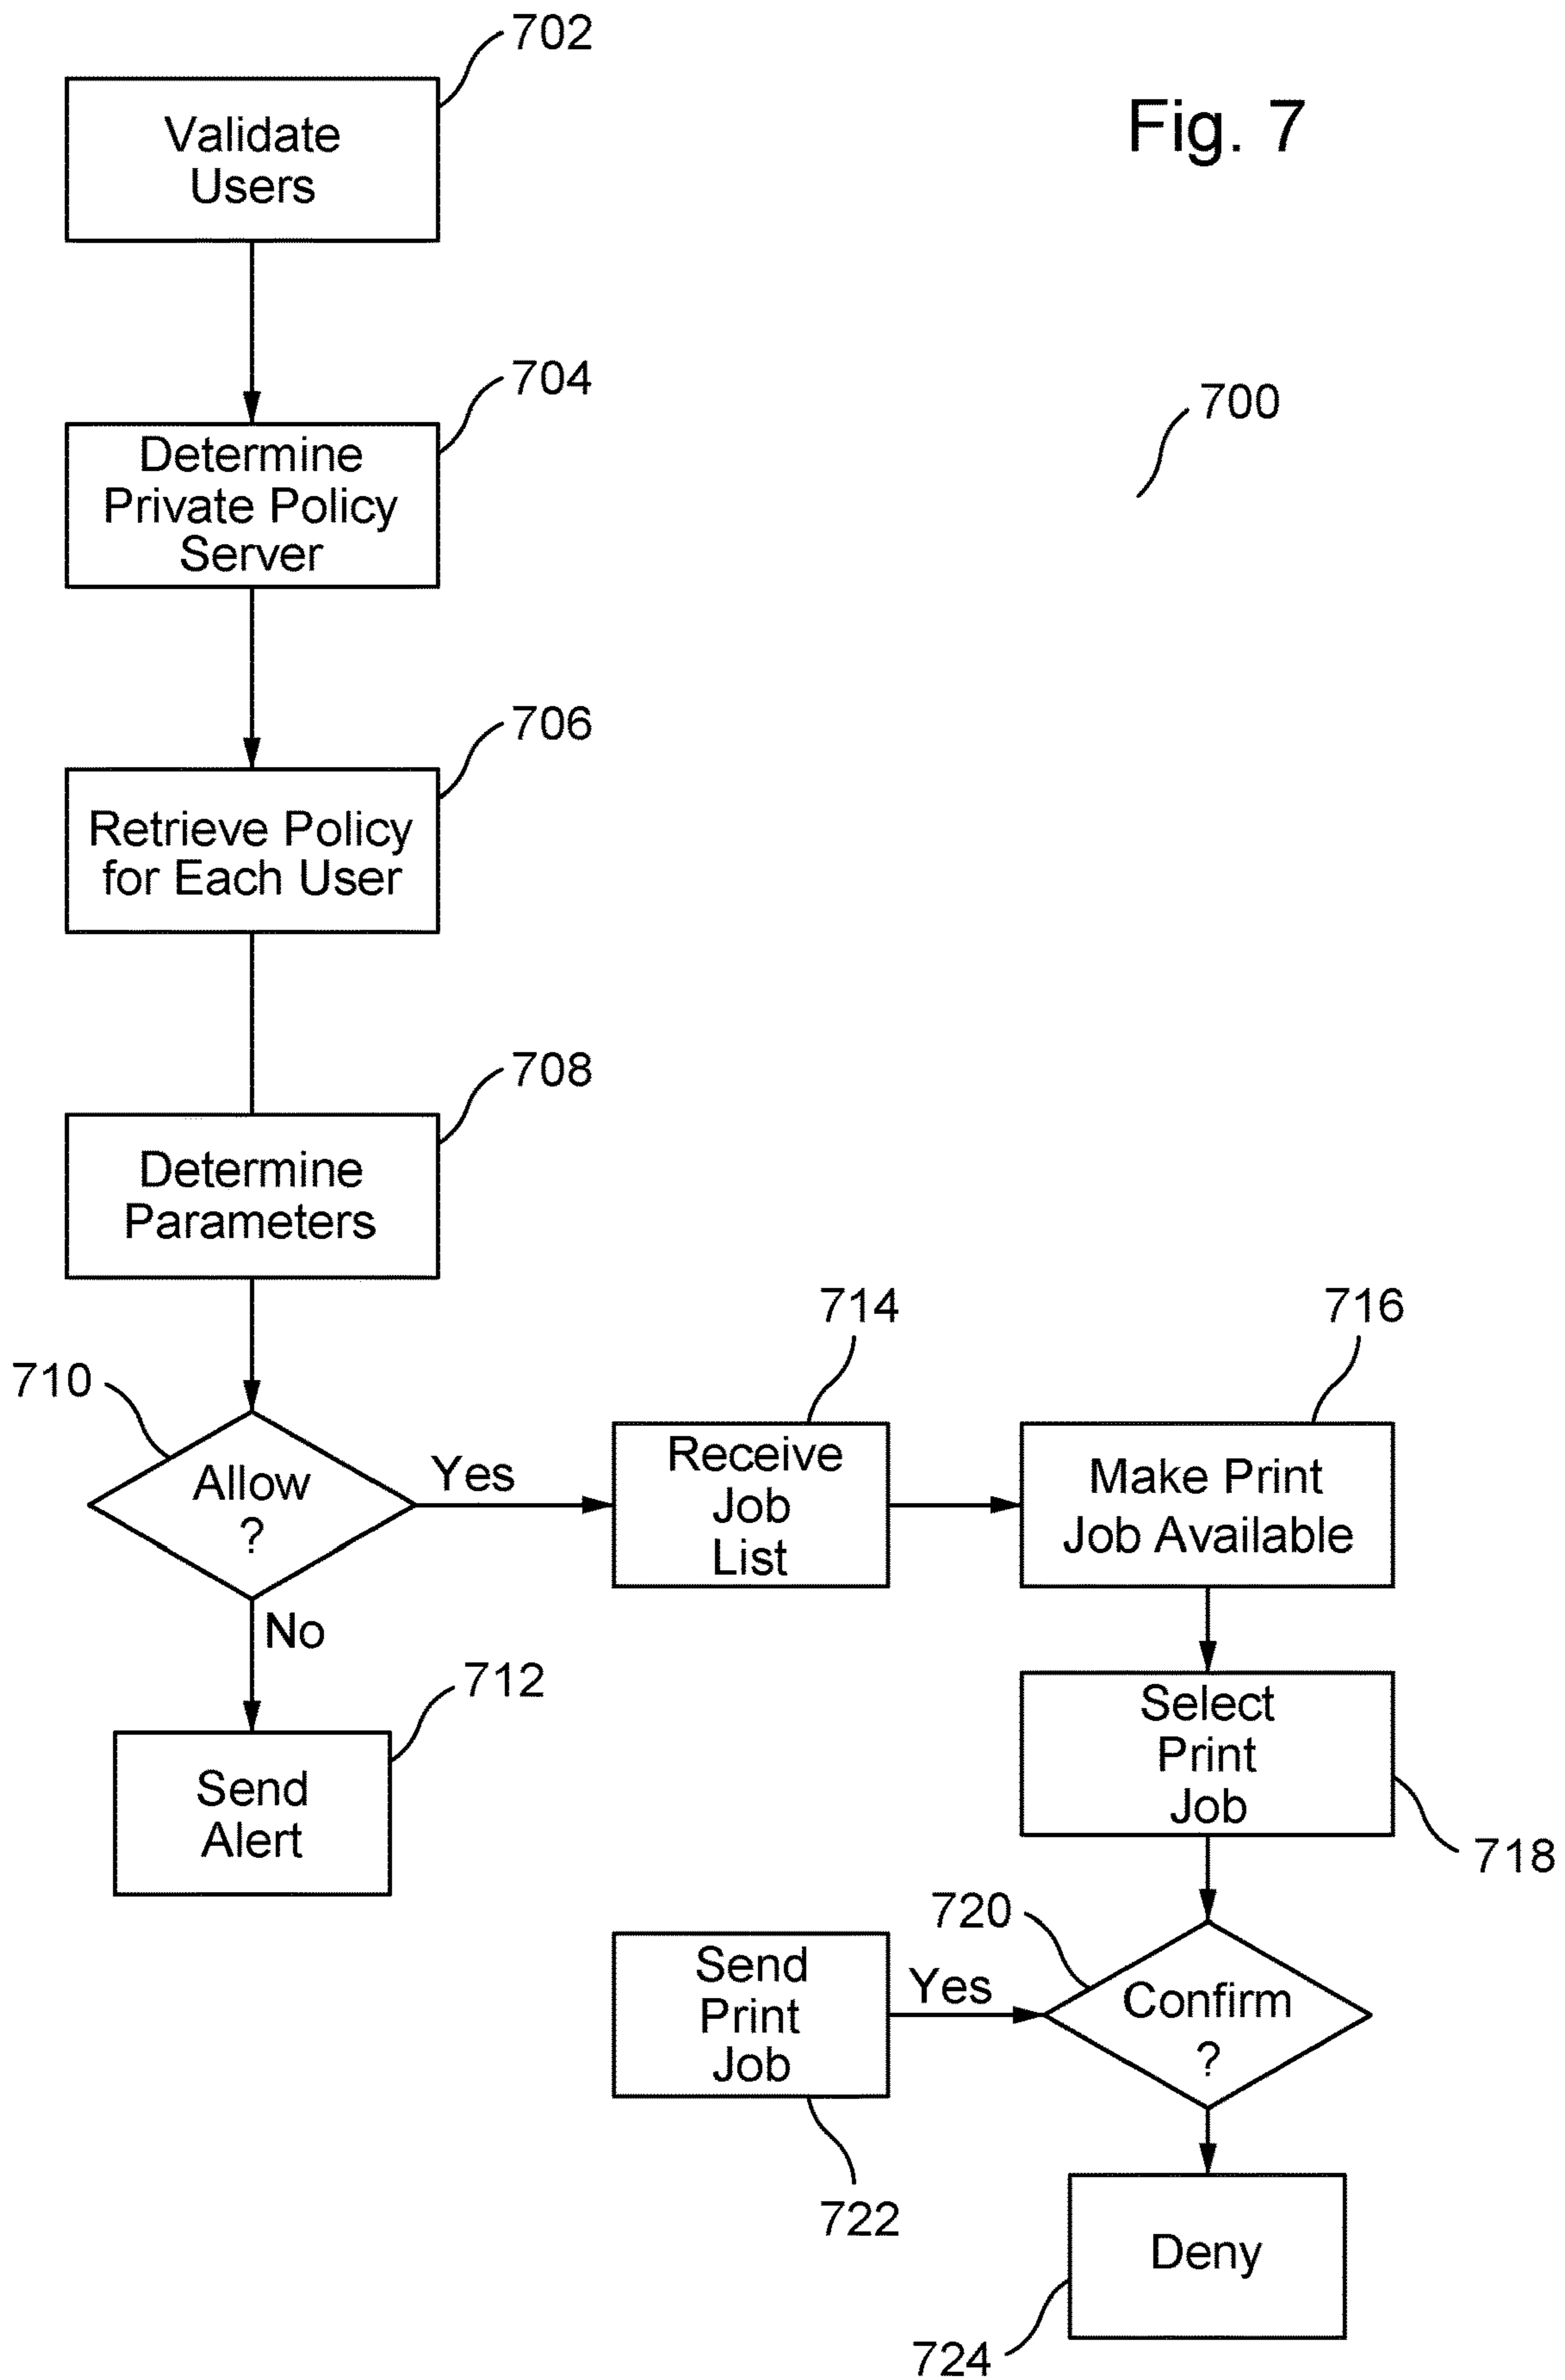 702
Fig. 7
Validate
Users
704
700
Determine
Private Policy
Server
706
Retrieve Policy
for Each User
708
Determine
Parameters
714
716
710
Allow
?
Yes
Receive
Job
List
Make Print
Job Available
No
712
Send
Alert
Select
Print
Job
718
720
Send
Print
Job
Yes
Confirm
?
722
Deny
724